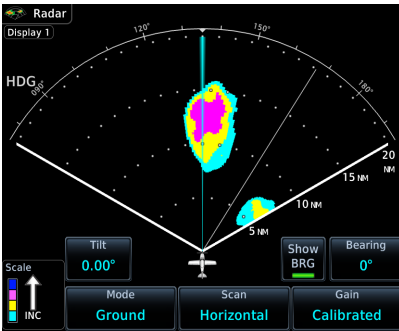 Radar
Display 1
120°
150°
HDG
090°
180°
20
NM
15 NM
10 NM
5 NM
Tilt
0.00°
Show
BRG
Bearing
0°
Scale
INC
Mode
Ground
Scan
Horizontal
Gain
Calibrated